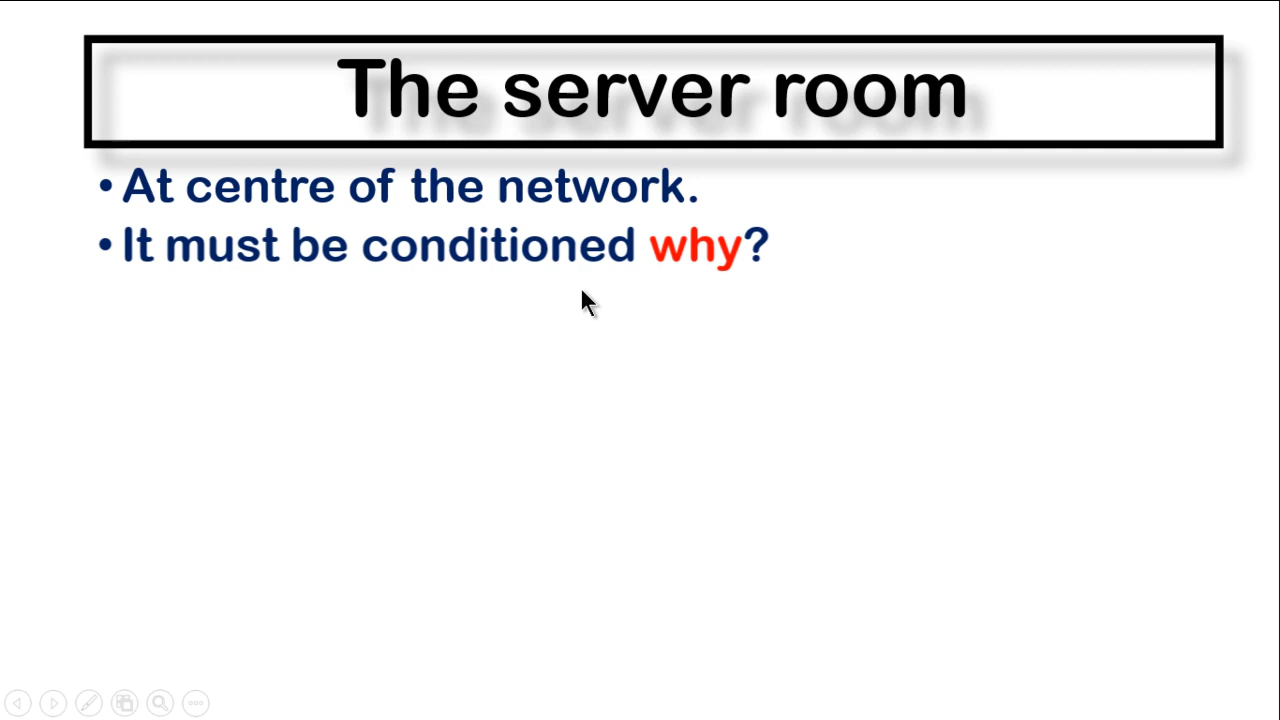 The server room
• At centre of the network.
• It must be conditioned why?